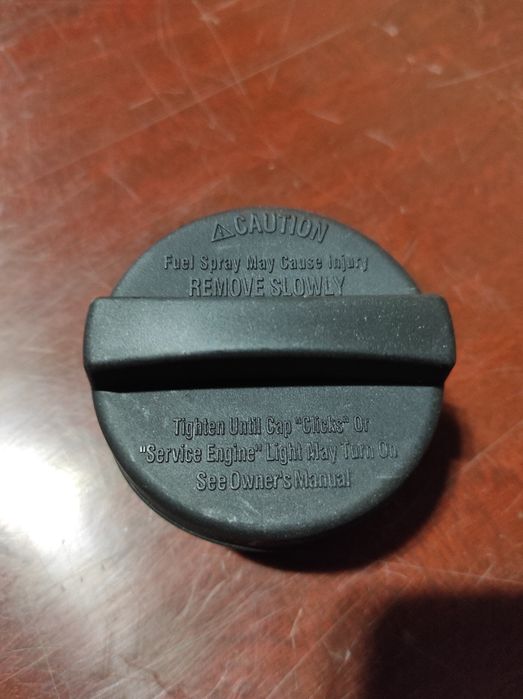 ⚠CAUTION
Fuel Spray May Cause Injury
REMOVE SLOWLY
Tighten Until Cap "Clicks" Or
"Service Engine" Light May Turn On
See Owner's Manual